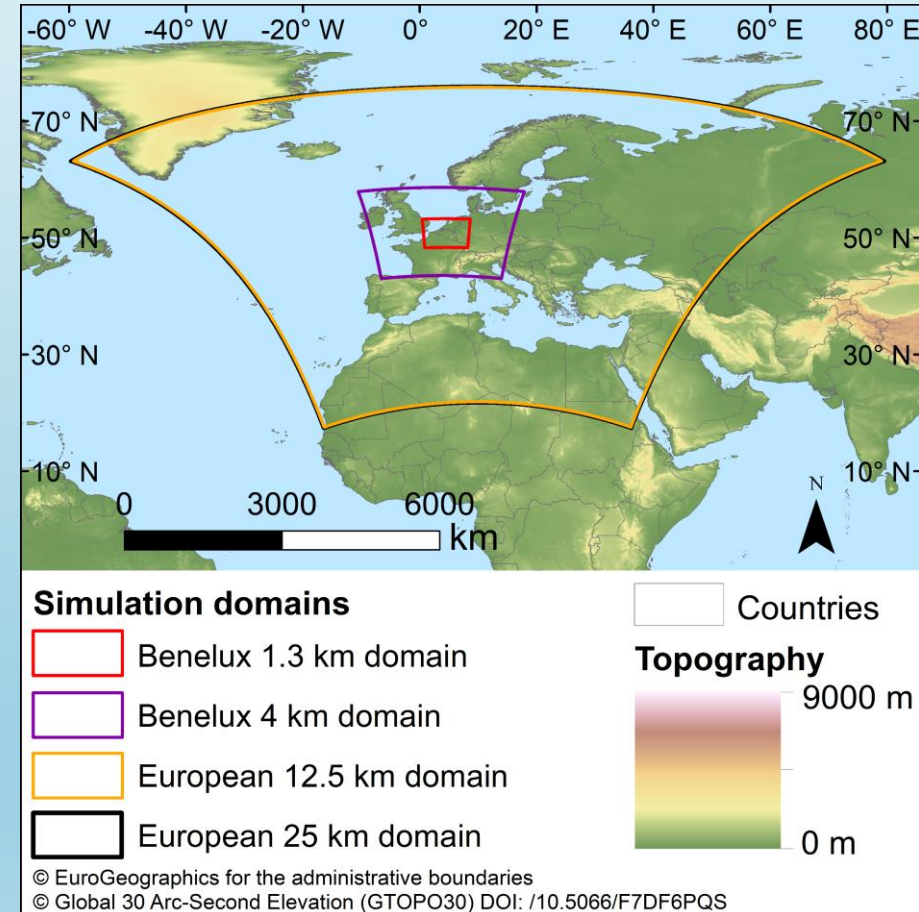 -60° W -40° W -20° W 0° 20° E 40° E 60° E 80° E
70° N 70° N
50° N 50° N
30° N 30° N
10° N 10° N
0 3000 6000
km
N
Simulation domains
Benelux 1.3 km domain
Benelux 4 km domain
European 12.5 km domain
European 25 km domain
Countries
Topography
9000 m
0 m
© EuroGeographics for the administrative boundaries
© Global 30 Arc-Second Elevation (GTOPO30) DOI: /10.5066/F7DF6PQS